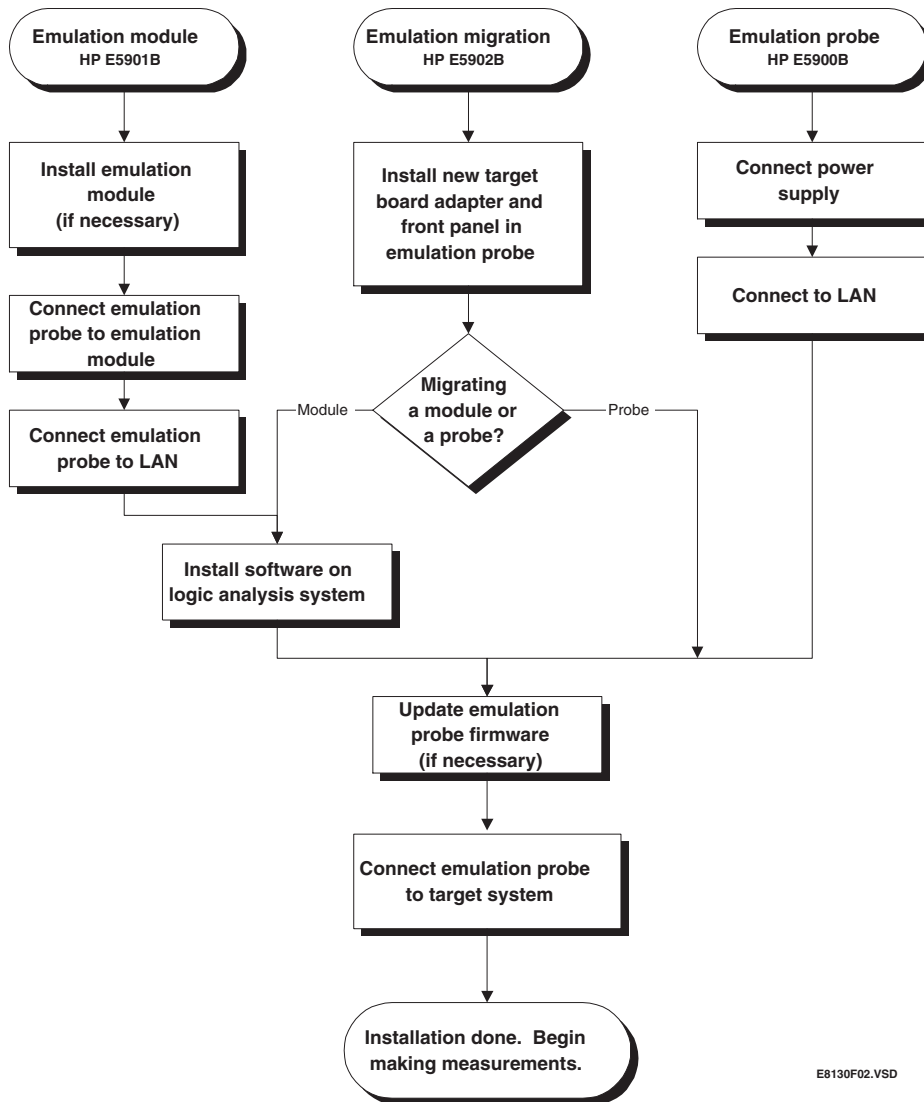 Emulation module
HP E5901B
Emulation migration
HP E5902B
Emulation probe
HP E5900B
Install emulation
module
(if necessary)
Install new target
board adapter and
front panel in
emulation probe
Connect power
supply
Connect to LAN
Connect emulation
probe to emulation
module
Connect emulation
probe to LAN
Module
Migrating
a module or
a probe?
Probe
Install software on
logic analysis system
Update emulation
probe firmware
(if necessary)
Connect emulation probe
to target system
Installation done. Begin
making measurements.
E8130F02.VSD